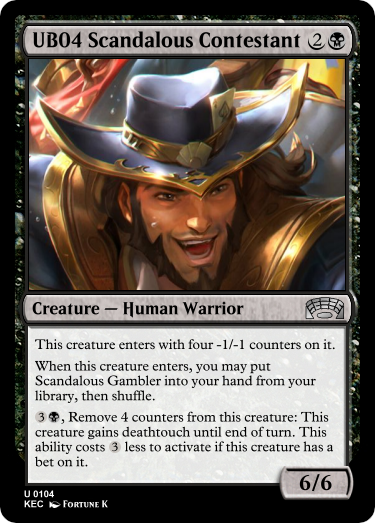 UB04 Scandalous Contestant 2
Creature — Human Warrior
This creature enters with four -1/-1 counters on it.
When this creature enters, you may put
Scandalous Gambler into your hand from your
library, then shuffle.
3, Remove 4 counters from this creature: This
creature gains deathtouch until end of turn. This
ability costs 3 less to activate if this creature has a
bet on it.
6/6
U 0104
KEC Fortune K